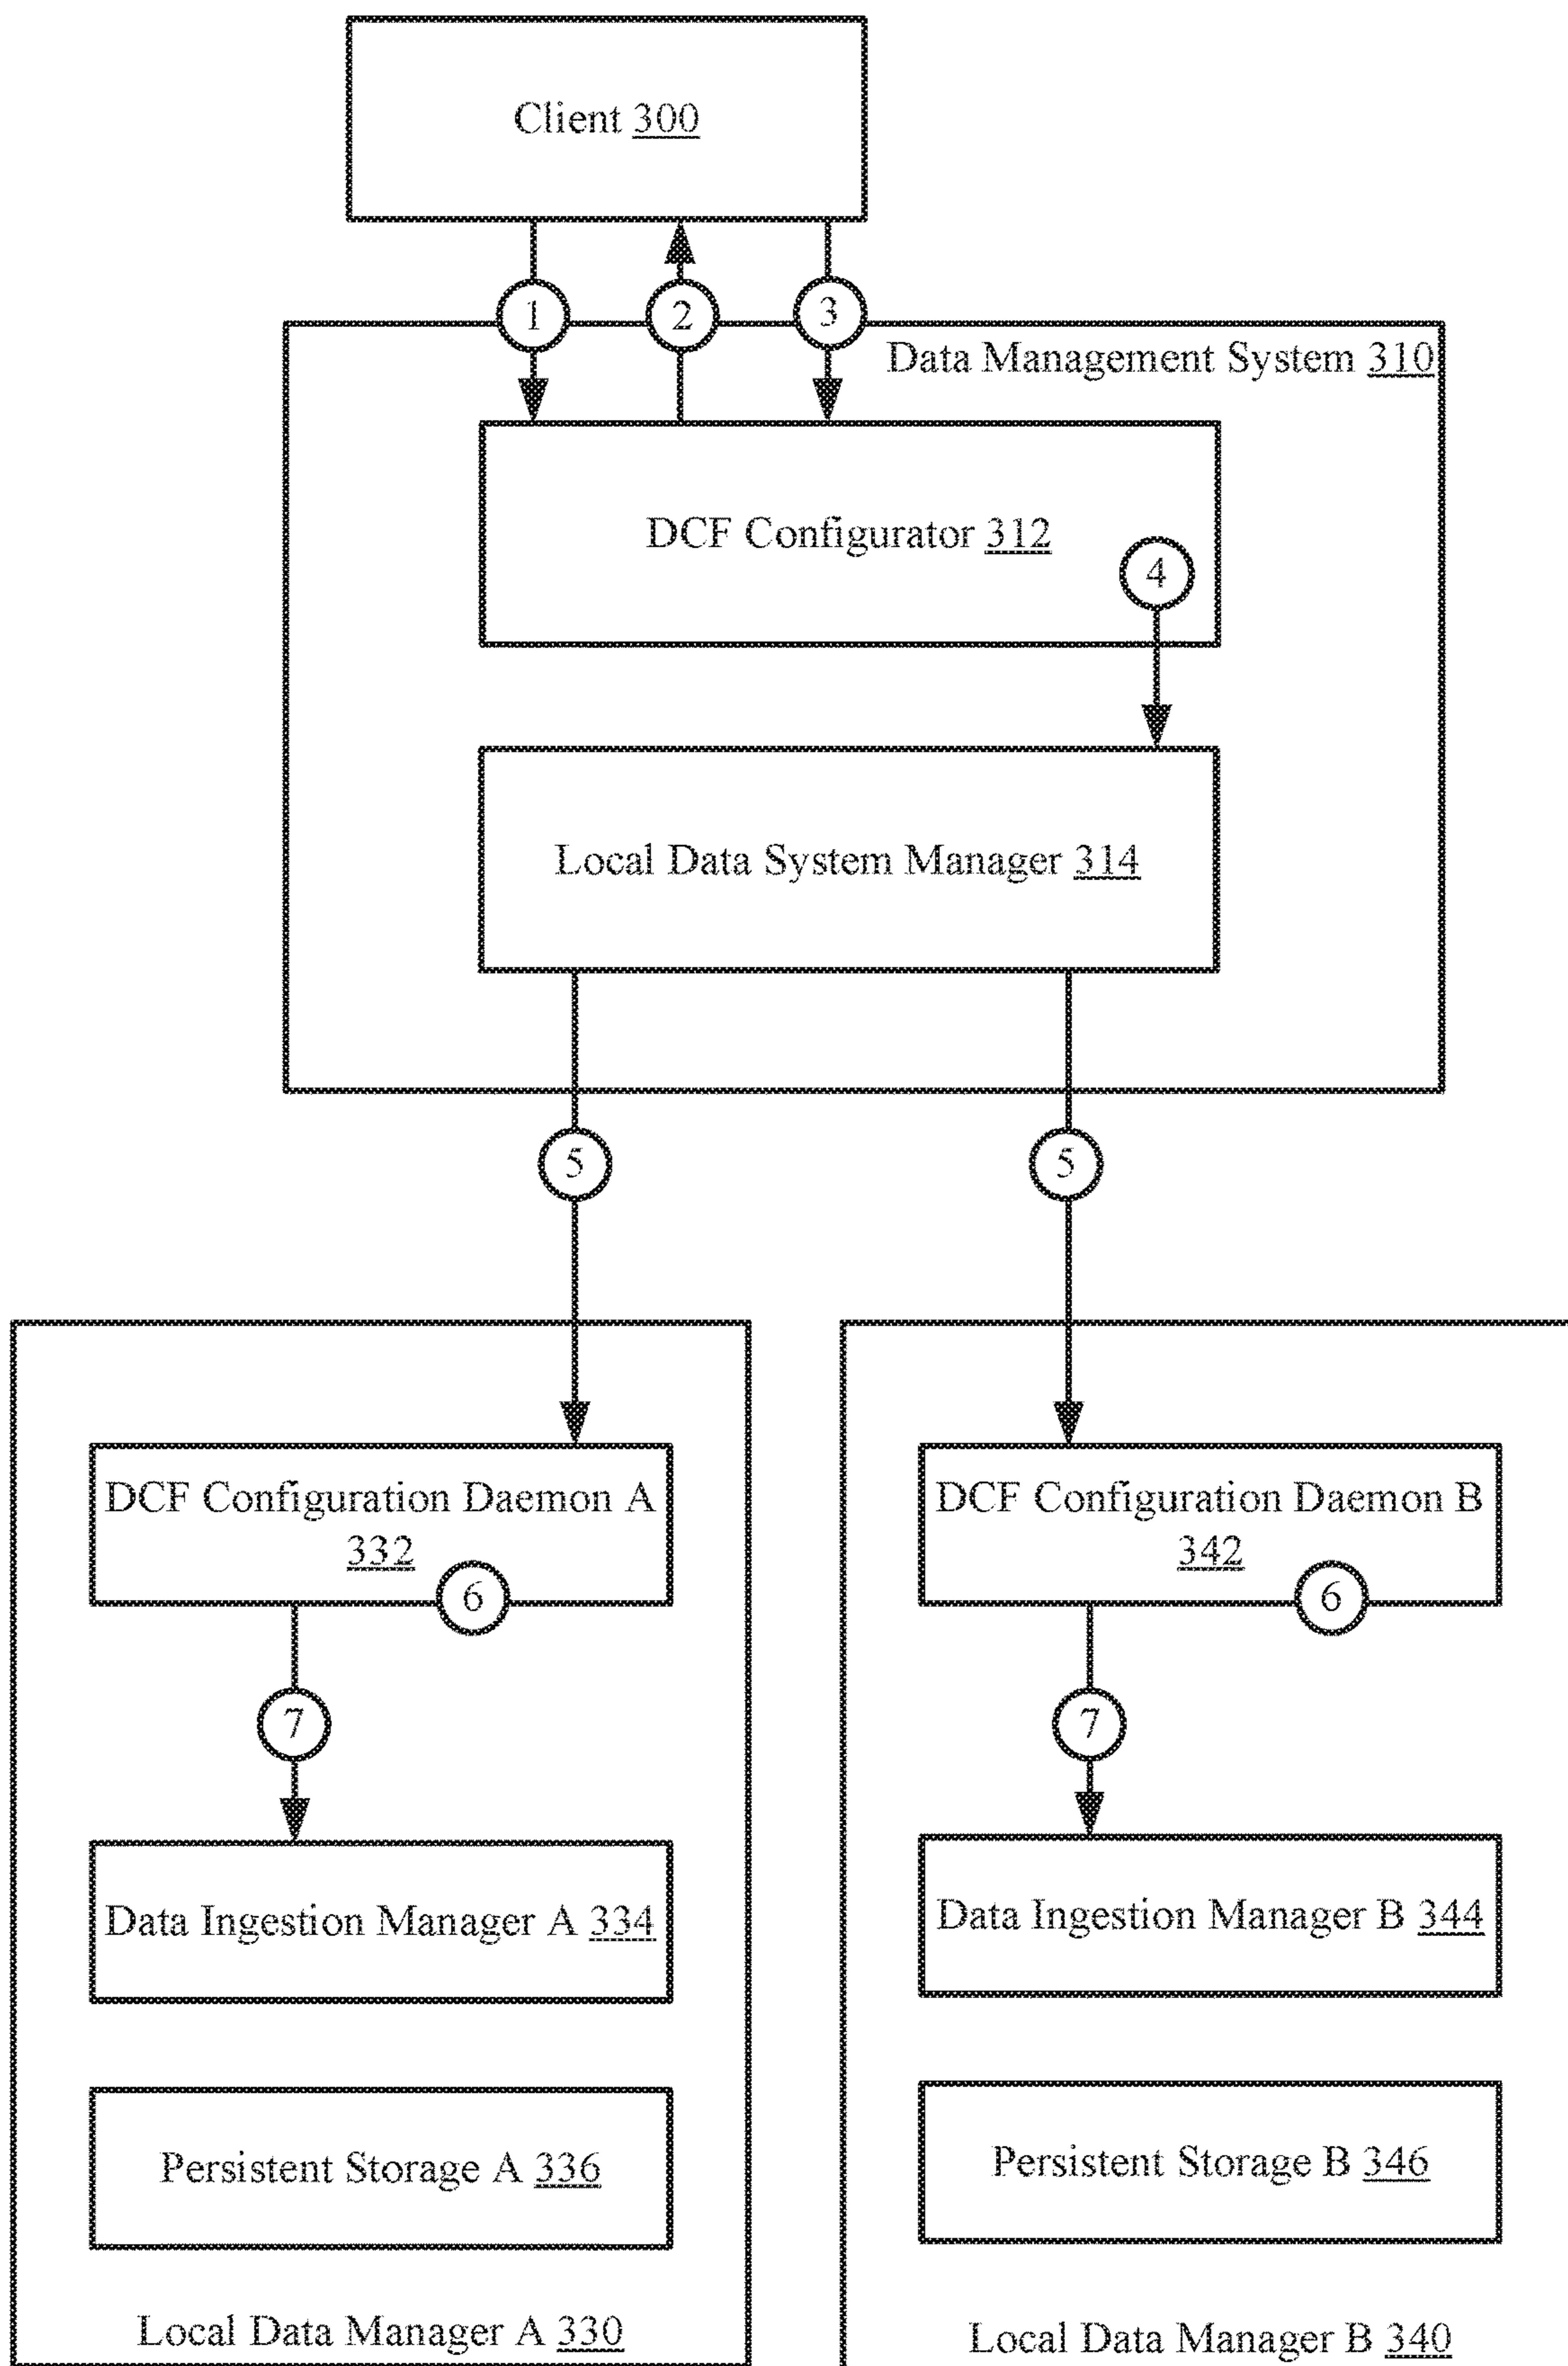 Client 300
1
2
3
Data Management System 310
DCF Configurator 312
4
Local Data System Manager 314
5
5
DCF Configuration Daemon A
332
6
7
Data Ingestion Manager A 334
Persistent Storage A 336
Local Data Manager A 330
DCF Configuration Daemon B
342
6
7
Data Ingestion Manager B 344
Persistent Storage B 346
Local Data Manager B 340